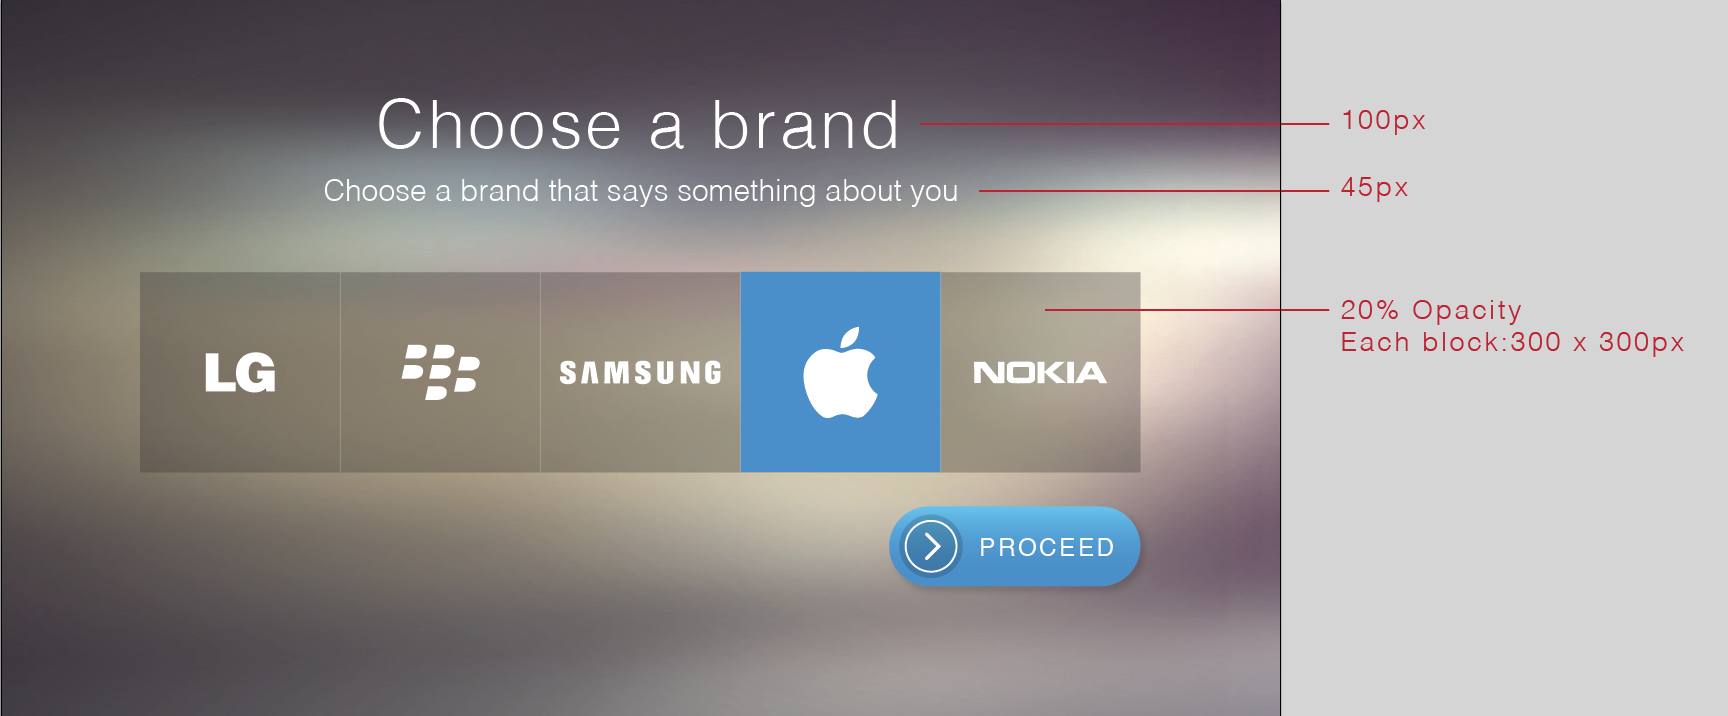 Choose a brand
100px
Choose a brand that says something about you
45px
20% Opacity
Each block:300 x 300px
LG
SAMSUNG
NOKIA
PROCEED